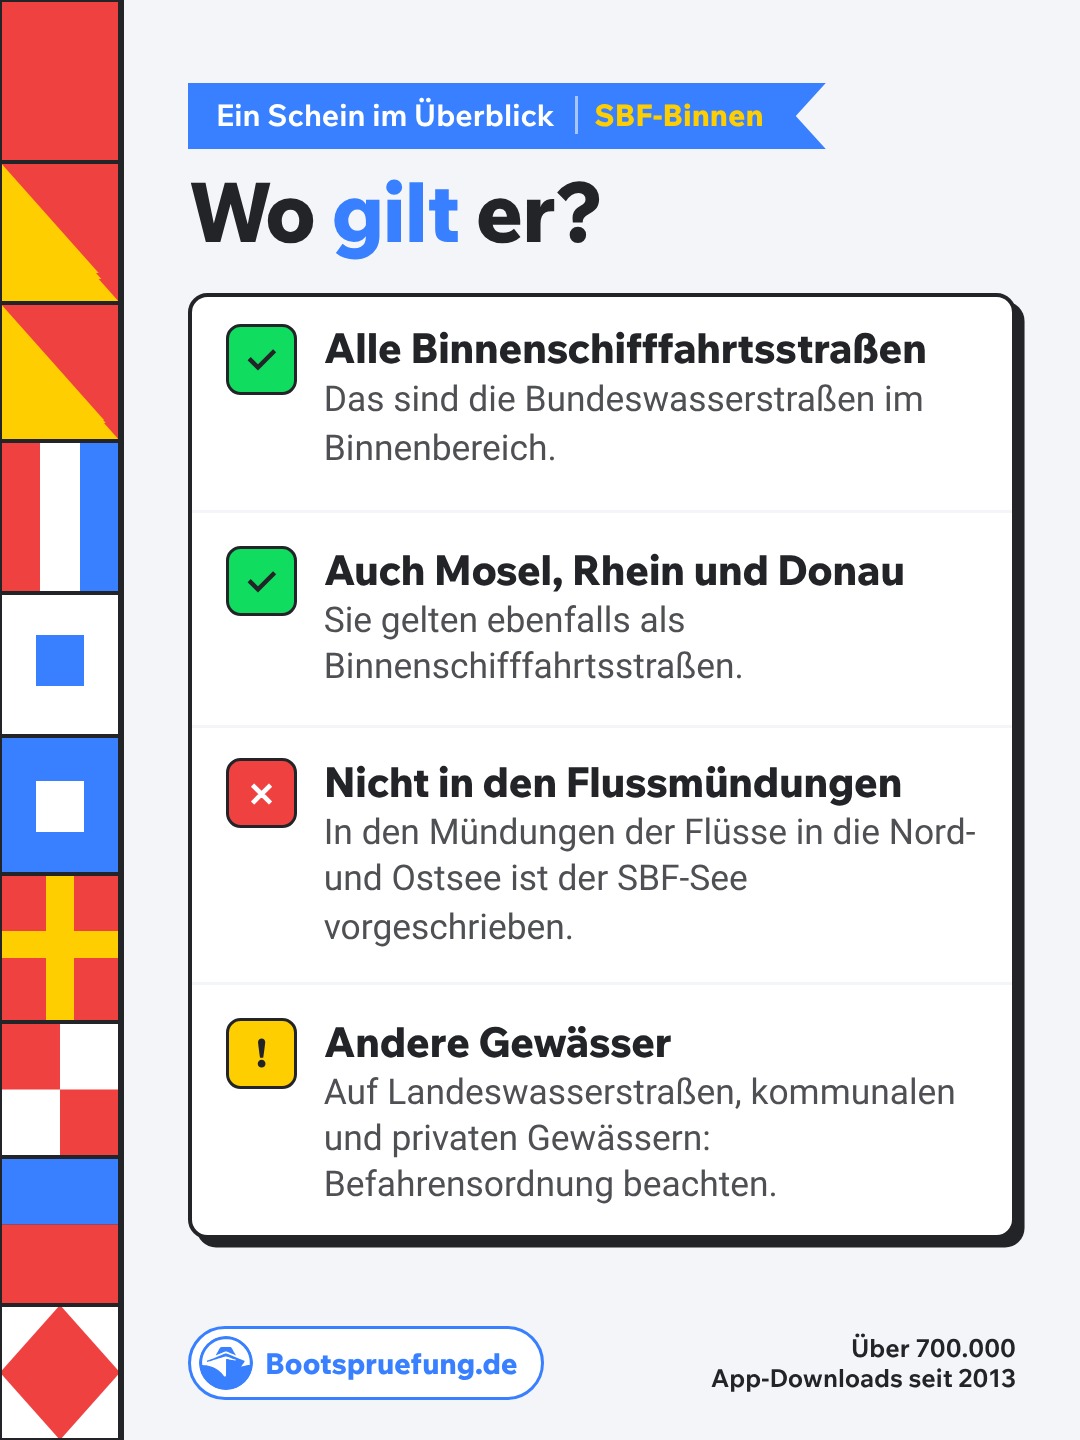 Ein Schein im Überblick | SBF-Binnen
Wo gilt er?
Alle Binnenschifffahrtsstraßen
Das sind die Bundeswasserstraßen im
Binnenbereich.
Auch Mosel, Rhein und Donau
Sie gelten ebenfalls als
Binnenschifffahrtsstraßen.
Nicht in den Flussmündungen
In den Mündungen der Flüsse in die Nord-
und Ostsee ist der SBF-See
vorgeschrieben.
!
Andere Gewässer
Auf Landeswasserstraßen, kommunalen
und privaten Gewässern:
Befahrensordnung beachten.
Bootspruefung.de
Über 700.000
App-Downloads seit 2013